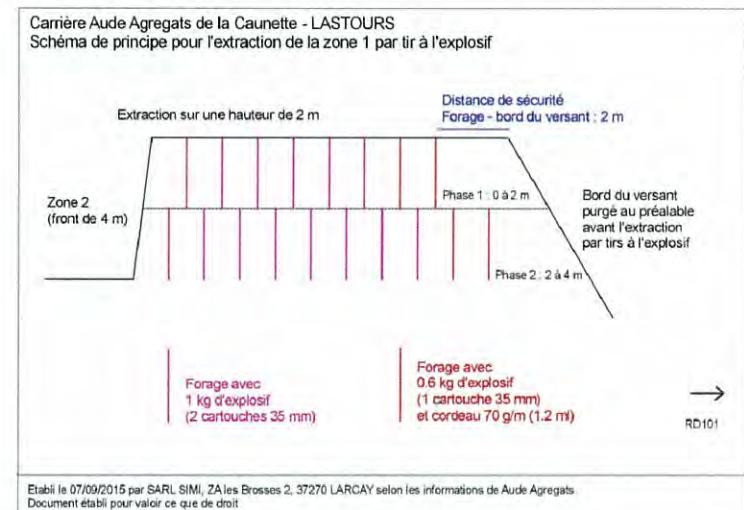 Carrière Aude Agregats de la Caunette - LASTOURS
Schéma de principe pour l'extraction de la zone 1 par tir à l'explosif
Extraction sur une hauteur de 2 m
Distance de sécurité
Forage - bord du versant : 2 m
Zone 2
(front de 4 m)
Phase 1 : 0 à 2 m
Bord du versant
purgé au préalable
avant l'extraction
par tirs à l'explosif
Phase 2 : 2 à 4 m
Forage avec
1 kg d'explosif
(2 cartouches 35 mm)
Forage avec
0.6 kg d'explosif
(1 cartouche 35 mm)
et cordeau 70 g/m (1.2 ml)
RD101
Etabli le 07/09/2015 par SARL SIMI, ZA les Brosses 2, 37270 LARCAY selon les informations de Aude Agregats
Document établi pour valoir ce que de droit